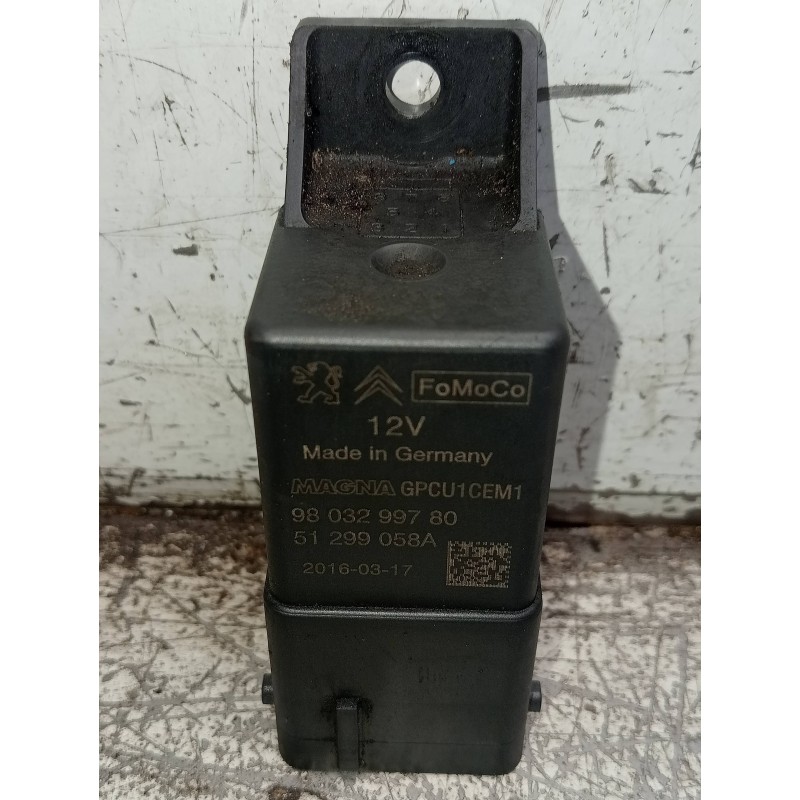 FoMoCo
12V
Made in Germany
MAGNA GPCU1CEM1
98 032 997 80
51 299 058A
2016-03-17